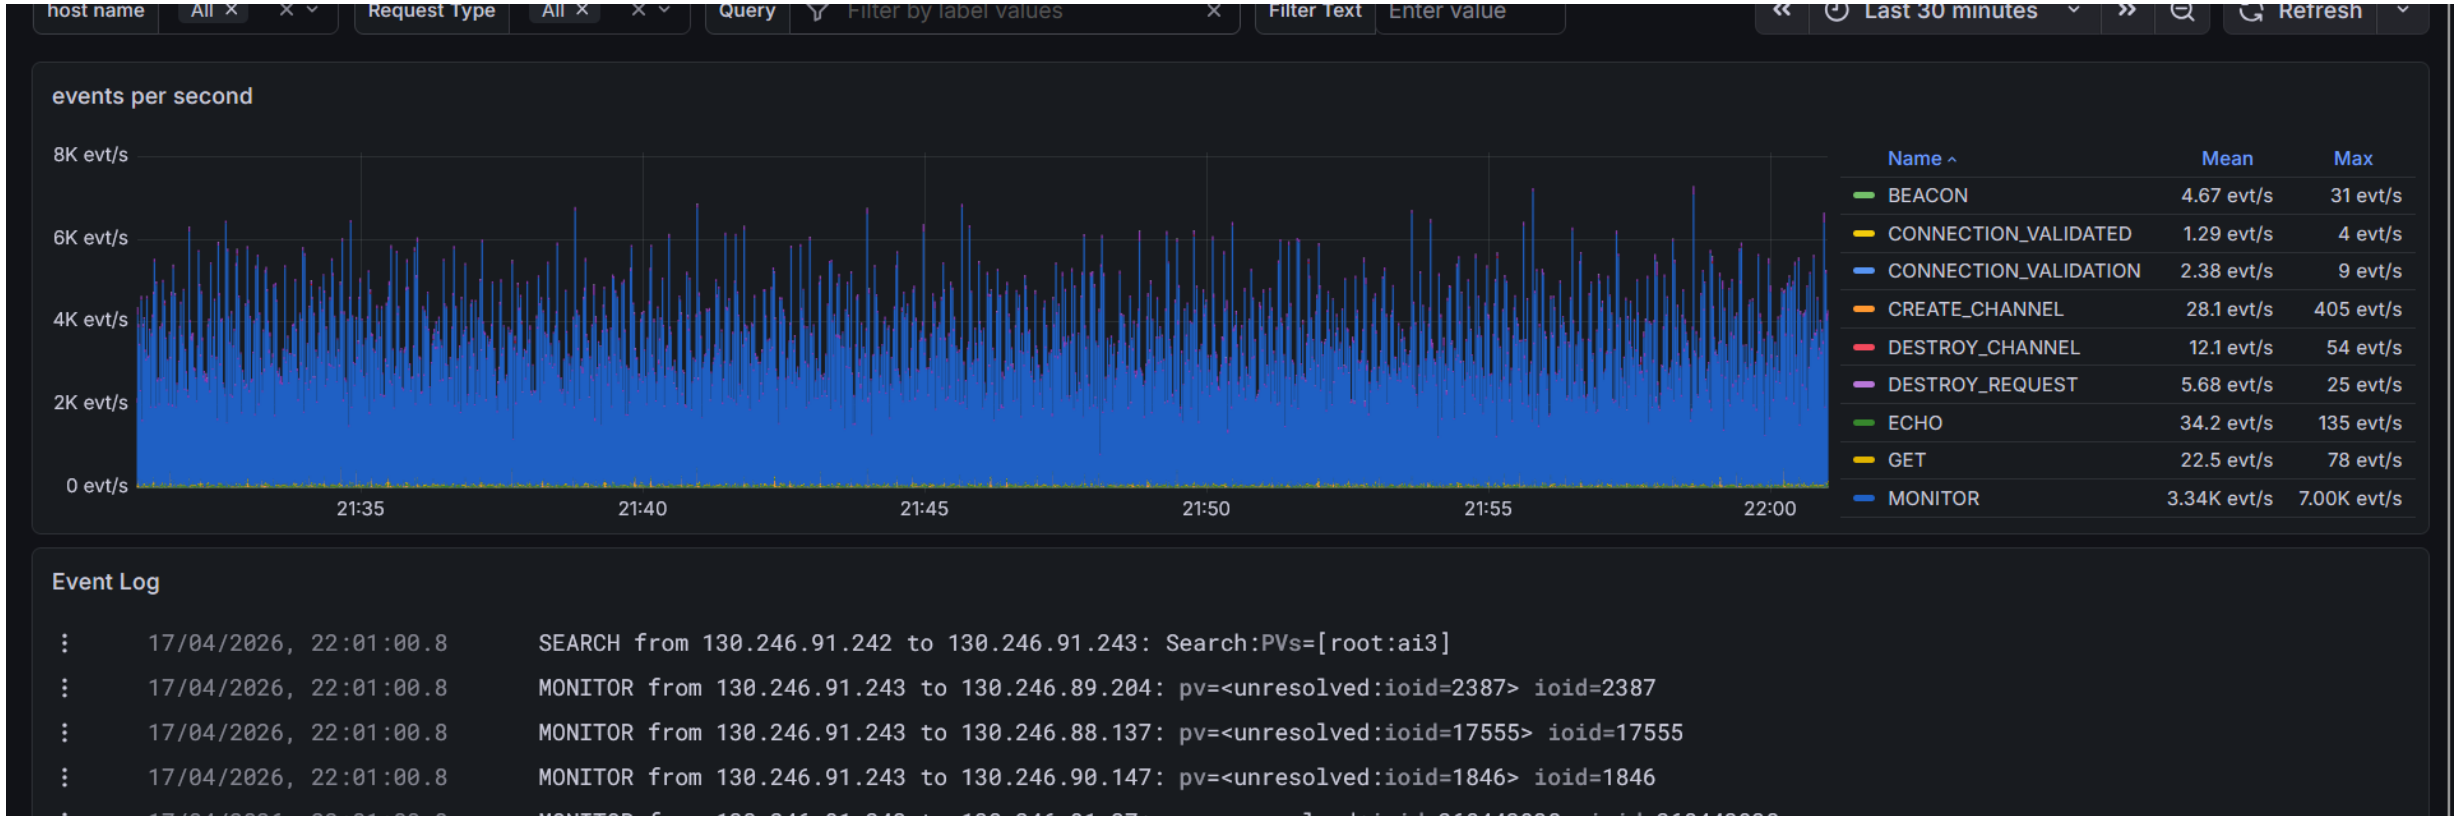 host name All × × Request Type All × × Query Filter by label values × Filter Text Enter value Last 30 minutes Refresh
events per second
8K evt/s
6K evt/s
4K evt/s
2K evt/s
0 evt/s
21:35 21:40 21:45 21:50 21:55 22:00
Name Mean Max
BEACON 4.67 evt/s 31 evt/s
CONNECTION_VALIDATED 1.29 evt/s 4 evt/s
CONNECTION_VALIDATION 2.38 evt/s 9 evt/s
CREATE_CHANNEL 28.1 evt/s 405 evt/s
DESTROY_CHANNEL 12.1 evt/s 54 evt/s
DESTROY_REQUEST 5.68 evt/s 25 evt/s
ECHO 34.2 evt/s 135 evt/s
GET 22.5 evt/s 78 evt/s
MONITOR 3.34K evt/s 7.00K evt/s
Event Log
17/04/2026, 22:01:00.8 SEARCH from 130.246.91.242 to 130.246.91.243: Search:PVs=[root:ai3]
17/04/2026, 22:01:00.8 MONITOR from 130.246.91.243 to 130.246.89.204: pv=<unresolved:ioid=2387> ioid=2387
17/04/2026, 22:01:00.8 MONITOR from 130.246.91.243 to 130.246.88.137: pv=<unresolved:ioid=17555> ioid=17555
17/04/2026, 22:01:00.8 MONITOR from 130.246.91.243 to 130.246.90.147: pv=<unresolved:ioid=1846> ioid=1846